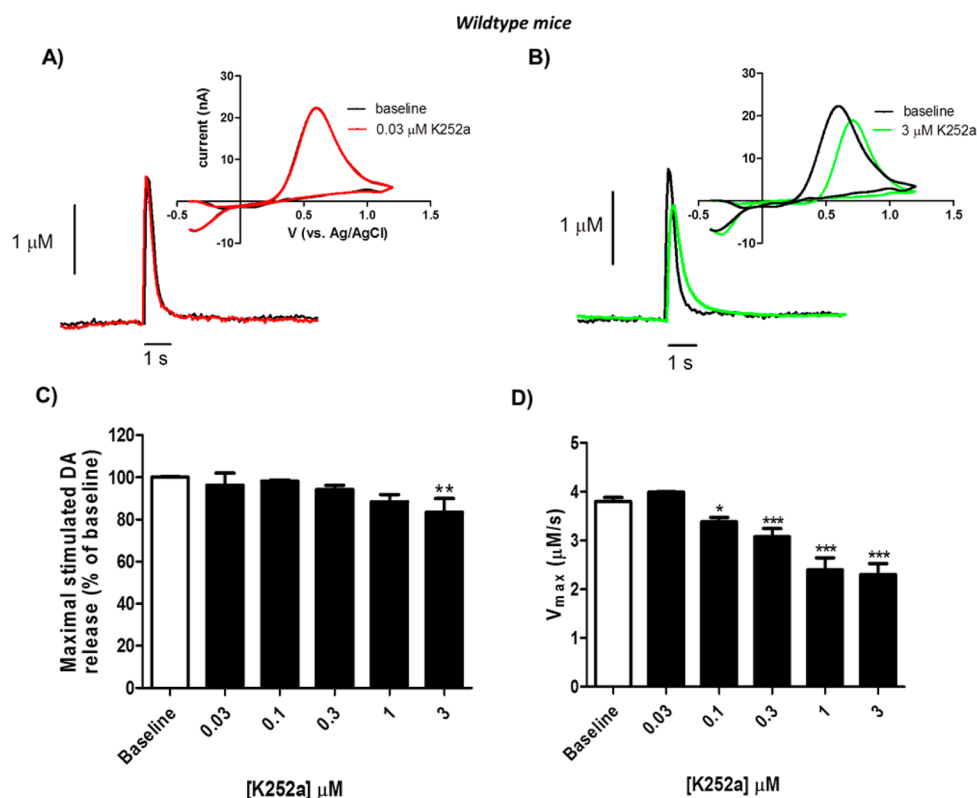 Wildtype mice
A)
30
20
10
-10
current (nA)
-0.5
0.5
1.0
1.5
V (vs. Ag/AgCl)
baseline
0.03 μM K252a
1 μM
1 s
B)
30
20
10
-10
-0.5
0.5
1.0
1.5
baseline
3 μM K252a
1 μM
1 s
C)
Maximal stimulated DA
release (% of baseline)
120
100
80
60
40
20
0
**
Baseline
0.03
0.1
0.3
1
3
[K252a] μM
D)
Vmax (μM/s)
5
4
3
2
1
0
*
***
***
***
Baseline
0.03
0.1
0.3
1
3
[K252a] μM